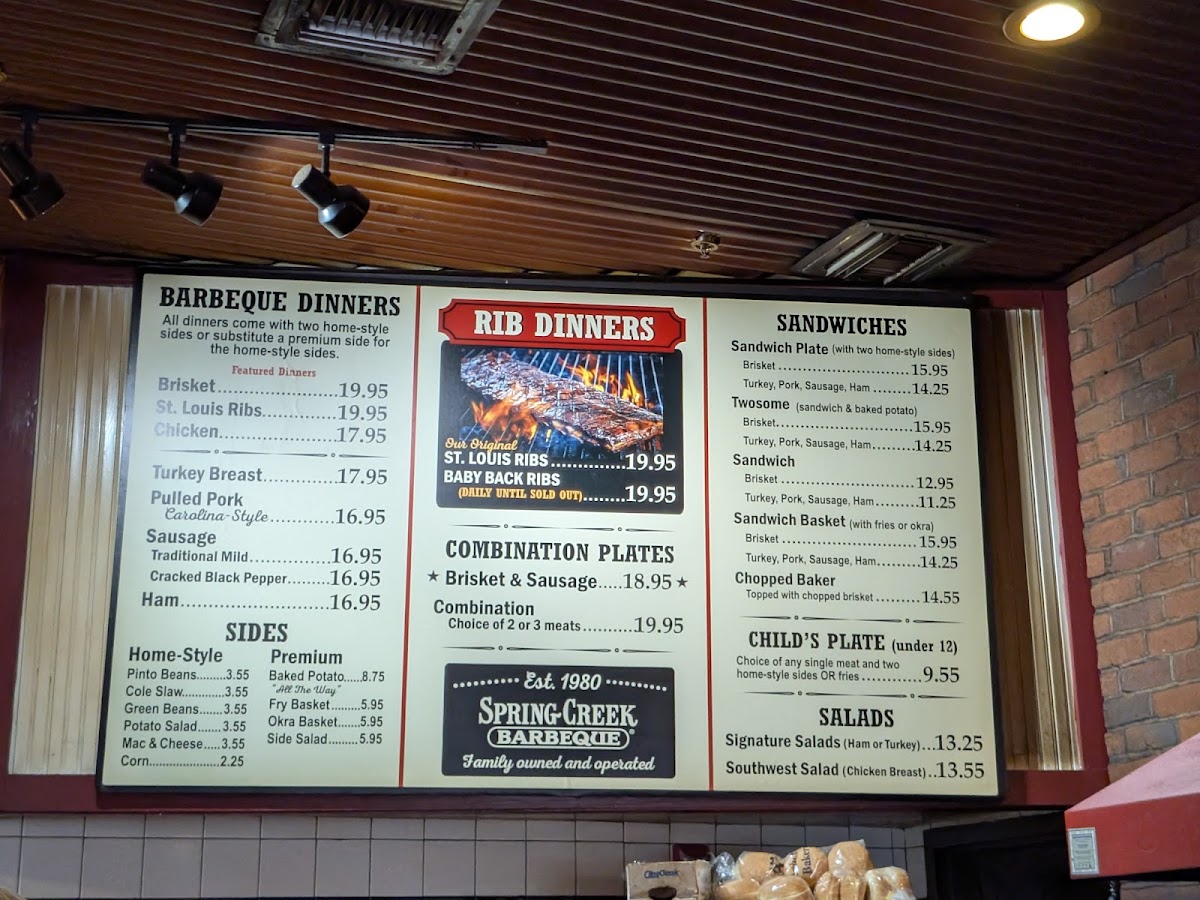 BARBEQUE DINNERS
All dinners come with two home-style
sides or substitute a premium side for
the home-style sides.
Featured Dinners
Brisket..................19.95
St. Louis Ribs...........19.95
Chicken..................17.95
Turkey Breast............17.95
Pulled Pork
Carolina-Style............16.95
Sausage
Traditional Mild...............16.95
Cracked Black Pepper........16.95
Ham......................16.95
SIDES
Home-Style
Pinto Beans........3.55
Cole Slaw...........3.55
Green Beans......3.55
Potato Salad......3.55
Mac & Cheese.....3.55
Corn...................2.25
Premium
Baked Potato.....8.75
"All The Way"
Fry Basket.........5.95
Okra Basket......5.95
Side Salad.........5.95
RIB DINNERS
Our Original
ST. LOUIS RIBS.............19.95
BABY BACK RIBS
(DAILY UNTIL SOLD OUT)........19.95
COMBINATION PLATES
★ Brisket & Sausage.....18.95 ★
Combination
Choice of 2 or 3 meats..........19.95
Est. 1980
SPRING-CREEK
BARBEQUE®
Family owned and operated
SANDWICHES
Sandwich Plate (with two home-style sides)
Brisket.................................15.95
Turkey, Pork, Sausage, Ham.........14.25
Twosome (sandwich & baked potato)
Brisket.................................15.95
Turkey, Pork, Sausage, Ham.........14.25
Sandwich
Brisket.................................12.95
Turkey, Pork, Sausage, Ham.........11.25
Sandwich Basket (with fries or okra)
Brisket.................................15.95
Turkey, Pork, Sausage, Ham.........14.25
Chopped Baker
Topped with chopped brisket.........14.55
CHILD'S PLATE (under 12)
Choice of any single meat and two
home-style sides OR fries............9.55
SALADS
Signature Salads (Ham or Turkey)...13.25
Southwest Salad (Chicken Breast)..13.55